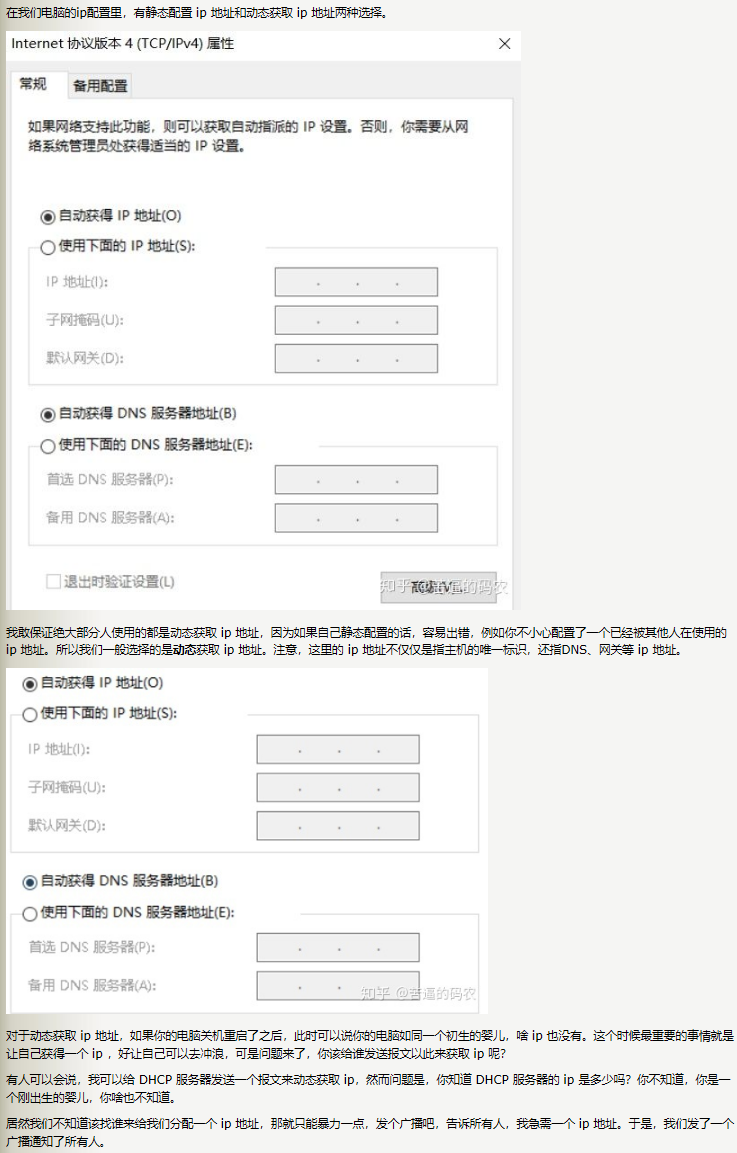 在我们电脑的ip配置里，有静态配置 ip 地址和动态获取 ip 地址两种选择。
Internet 协议版本 4 (TCP/IPv4) 属性
常规
备用配置
如果网络支持此功能，则可以获取自动指派的 IP 设置。否则，你需要从网
络系统管理员处获得适当的 IP 设置。
自动获得 IP 地址(O)
使用下面的 IP 地址(S):
IP 地址(I):
子网掩码(U):
默认网关(D):
自动获得 DNS 服务器地址(B)
使用下面的 DNS 服务器地址(E):
首选 DNS 服务器(P):
备用 DNS 服务器(A):
退出时验证设置(L)
高级(V)...
知乎 @苦逼的码农
我敢保证绝大部分人使用的都是动态获取 ip 地址，因为如果自己静态配置的话，容易出错，例如你不小心配置了一个已经被其他人在使用的
ip 地址。所以我们一般选择的是动态获取 ip 地址。注意，这里的 ip 地址不仅仅是指主机的唯一标识，还指DNS、网关等 ip 地址。
自动获得 IP 地址(O)
使用下面的 IP 地址(S):
IP 地址(I):
子网掩码(U):
默认网关(D):
自动获得 DNS 服务器地址(B)
使用下面的 DNS 服务器地址(E):
首选 DNS 服务器(P):
备用 DNS 服务器(A):
知乎 @苦逼的码农
对于动态获取 ip 地址，如果你的电脑关机重启了之后，此时可以说你的电脑如同一个初生的婴儿，啥 ip 也没有。这个时候最重要的事情就是
让自己获得一个 ip ，好让自己可以去冲浪，可是问题来了，你该给谁发送报文以此来获取 ip 呢？
有人可以会说，我可以给 DHCP 服务器发送一个报文来动态获取 ip，然而问题是，你知道 DHCP 服务器的 ip 是多少吗？你不知道，你是一
个刚出生的婴儿，你啥也不知道。
居然我们不知道该找谁来给我们分配一个 ip 地址，那就只能暴力一点，发个广播吧，告诉所有人，我急需一个 ip 地址。于是，我们发了一个
广播通知了所有人。